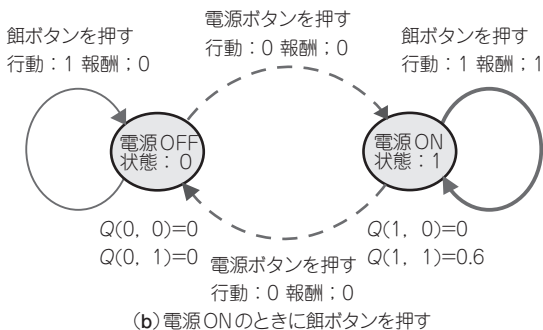 電源ボタンを押す
行動：0 報酬；0
餌ボタンを押す
行動：1 報酬；0
餌ボタンを押す
行動：1 報酬；1
電源OFF
状態：0
電源ON
状態：1
Q(0, 0)=0
Q(0, 1)=0
Q(1, 0)=0
Q(1, 1)=0.6
電源ボタンを押す
行動：0 報酬；0
(b)電源ONのときに餌ボタンを押す